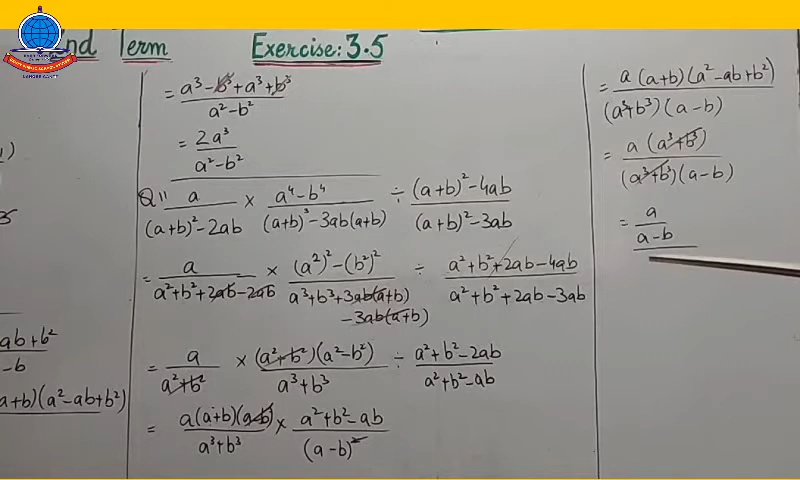 2nd Term Exercise: 3.5
LAHORE CANTT
)
5
ab + b²
- b
a+b)(a² - ab + b²)
= a³ - b³ + a³ + b³ / a² - b²
= 2a³ / a² - b²
Q11 a / (a+b)² - 2ab × a⁴ - b⁴ / (a+b)³ - 3ab(a+b) ÷ (a+b)² - 4ab / (a+b)² - 3ab
= a / a² + b² + 2ab - 2ab × (a²)² - (b²)² / a³ + b³ + 3ab(a+b) - 3ab(a+b) ÷ a² + b² + 2ab - 4ab / a² + b² + 2ab - 3ab
= a / a² + b² × (a² + b²)(a² - b²) / a³ + b³ ÷ a² + b² - 2ab / a² + b² - ab
= a(a+b)(a-b) / a³ + b³ × a² + b² - ab / (a - b)²
= a (a+b)(a² - ab + b²) / (a³ + b³)(a - b)
= a (a³ + b³) / (a³ + b³)(a - b)
= a / a - b